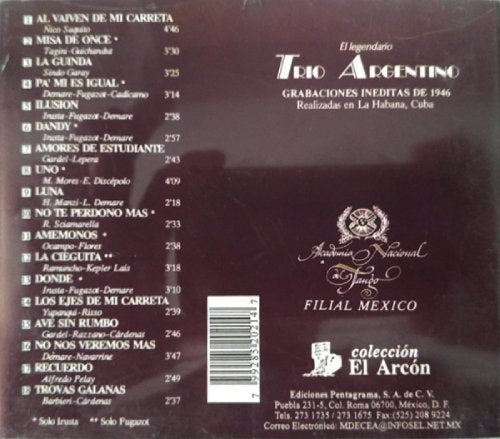 1 AL VAIVEN DE MI CARRETA
Nico Saquito 4'46
2 MISA DE ONCE *
Tagini-Guichandut 3'30
3 LA GUINDA
Sindo Garay 3'25
4 PA' MI ES IGUAL *
Demare-Fugazot-Cadicamo 3'14
5 ILUSION
Irusta-Fugazot-Demare 2'38
6 DANDY *
Irusta-Fugazot-Demare 2'57
7 AMORES DE ESTUDIANTE
Gardel-Lepera 2'43
8 UNO *
M. Mores-E. Discépolo 4'09
9 LUNA
H. Manzi-L. Demare 2'18
10 NO TE PERDONO MAS *
R. Sciamarella 2'33
11 AMEMONOS *
Ocampo-Flores 2'38
12 LA CIEGUITA **
Ramuncho-Kepler Lais 3'10
13 DONDE *
Irusta-Fugazot-Demare 3'10
14 LOS EJES DE MI CARRETA
Yupanqui-Risso 2'39
15 AVE SIN RUMBO
Gardel-Razzano-Cárdenas 2'46
16 NO NOS VEREMOS MAS
Démare-Navarrine 3'47
17 RECUERDO
Alfredo Pelay 2'49
18 TROVAS GALANAS
Barbieri-Cárdenas 2'37
* Solo Irusta **Solo Fugazot
El legendario
TRIO ARGENTINO
GRABACIONES INEDITAS DE 1946
Realizadas en La Habana, Cuba
Academia Nacional
de Tango
FILIAL MEXICO
colección
El Arcón
Ediciones Pentagrama, S. A. de C. V.
Puebla 231-5, Col. Roma 06700, México, D. F.
Tel: 273 1735 / 273 1675 Fax:(525) 208 9224
Correo Electrónico: MDECEA@INFOSEL.NET.MX